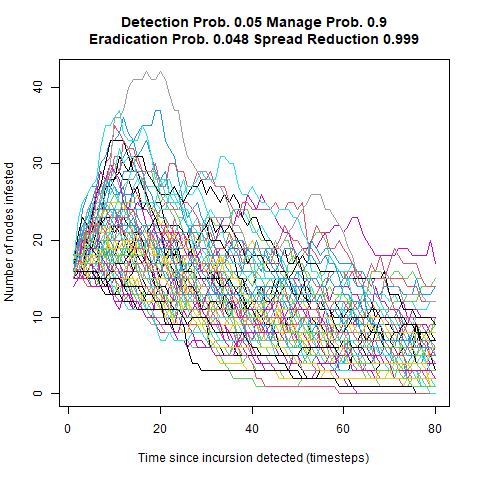 Detection Prob. 0.05 Manage Prob. 0.9
Eradication Prob. 0.048 Spread Reduction 0.999
Number of nodes infested
40
30
20
10
0
0 20 40 60 80
Time since incursion detected (timesteps)